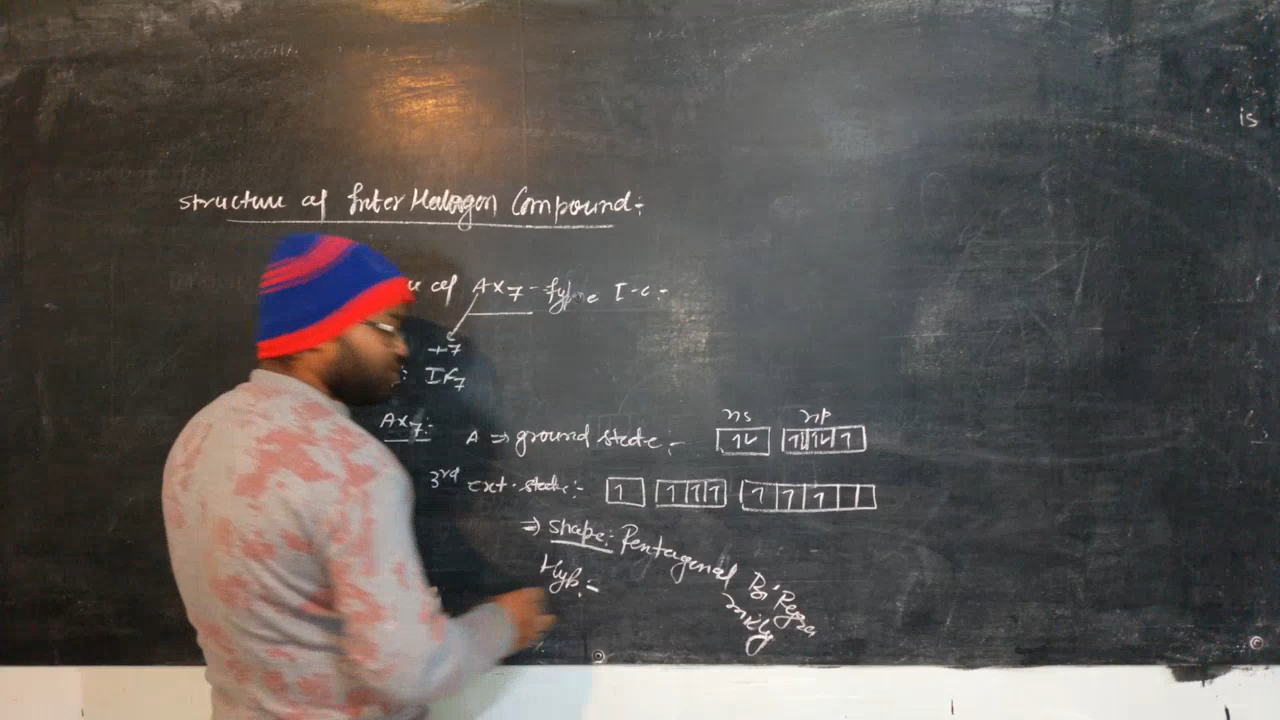 is
structure of Inter Halogen Compound:
of AX7 - type I-C:-
+7
: IF7
AX7:
A ⇒ ground state:-
ns np
1↿⇂ 1 1 1
3rd ext. state:- 1 1 1 1 1 1 1
⇒ shape: Pentagonal Bi
Hyb:-